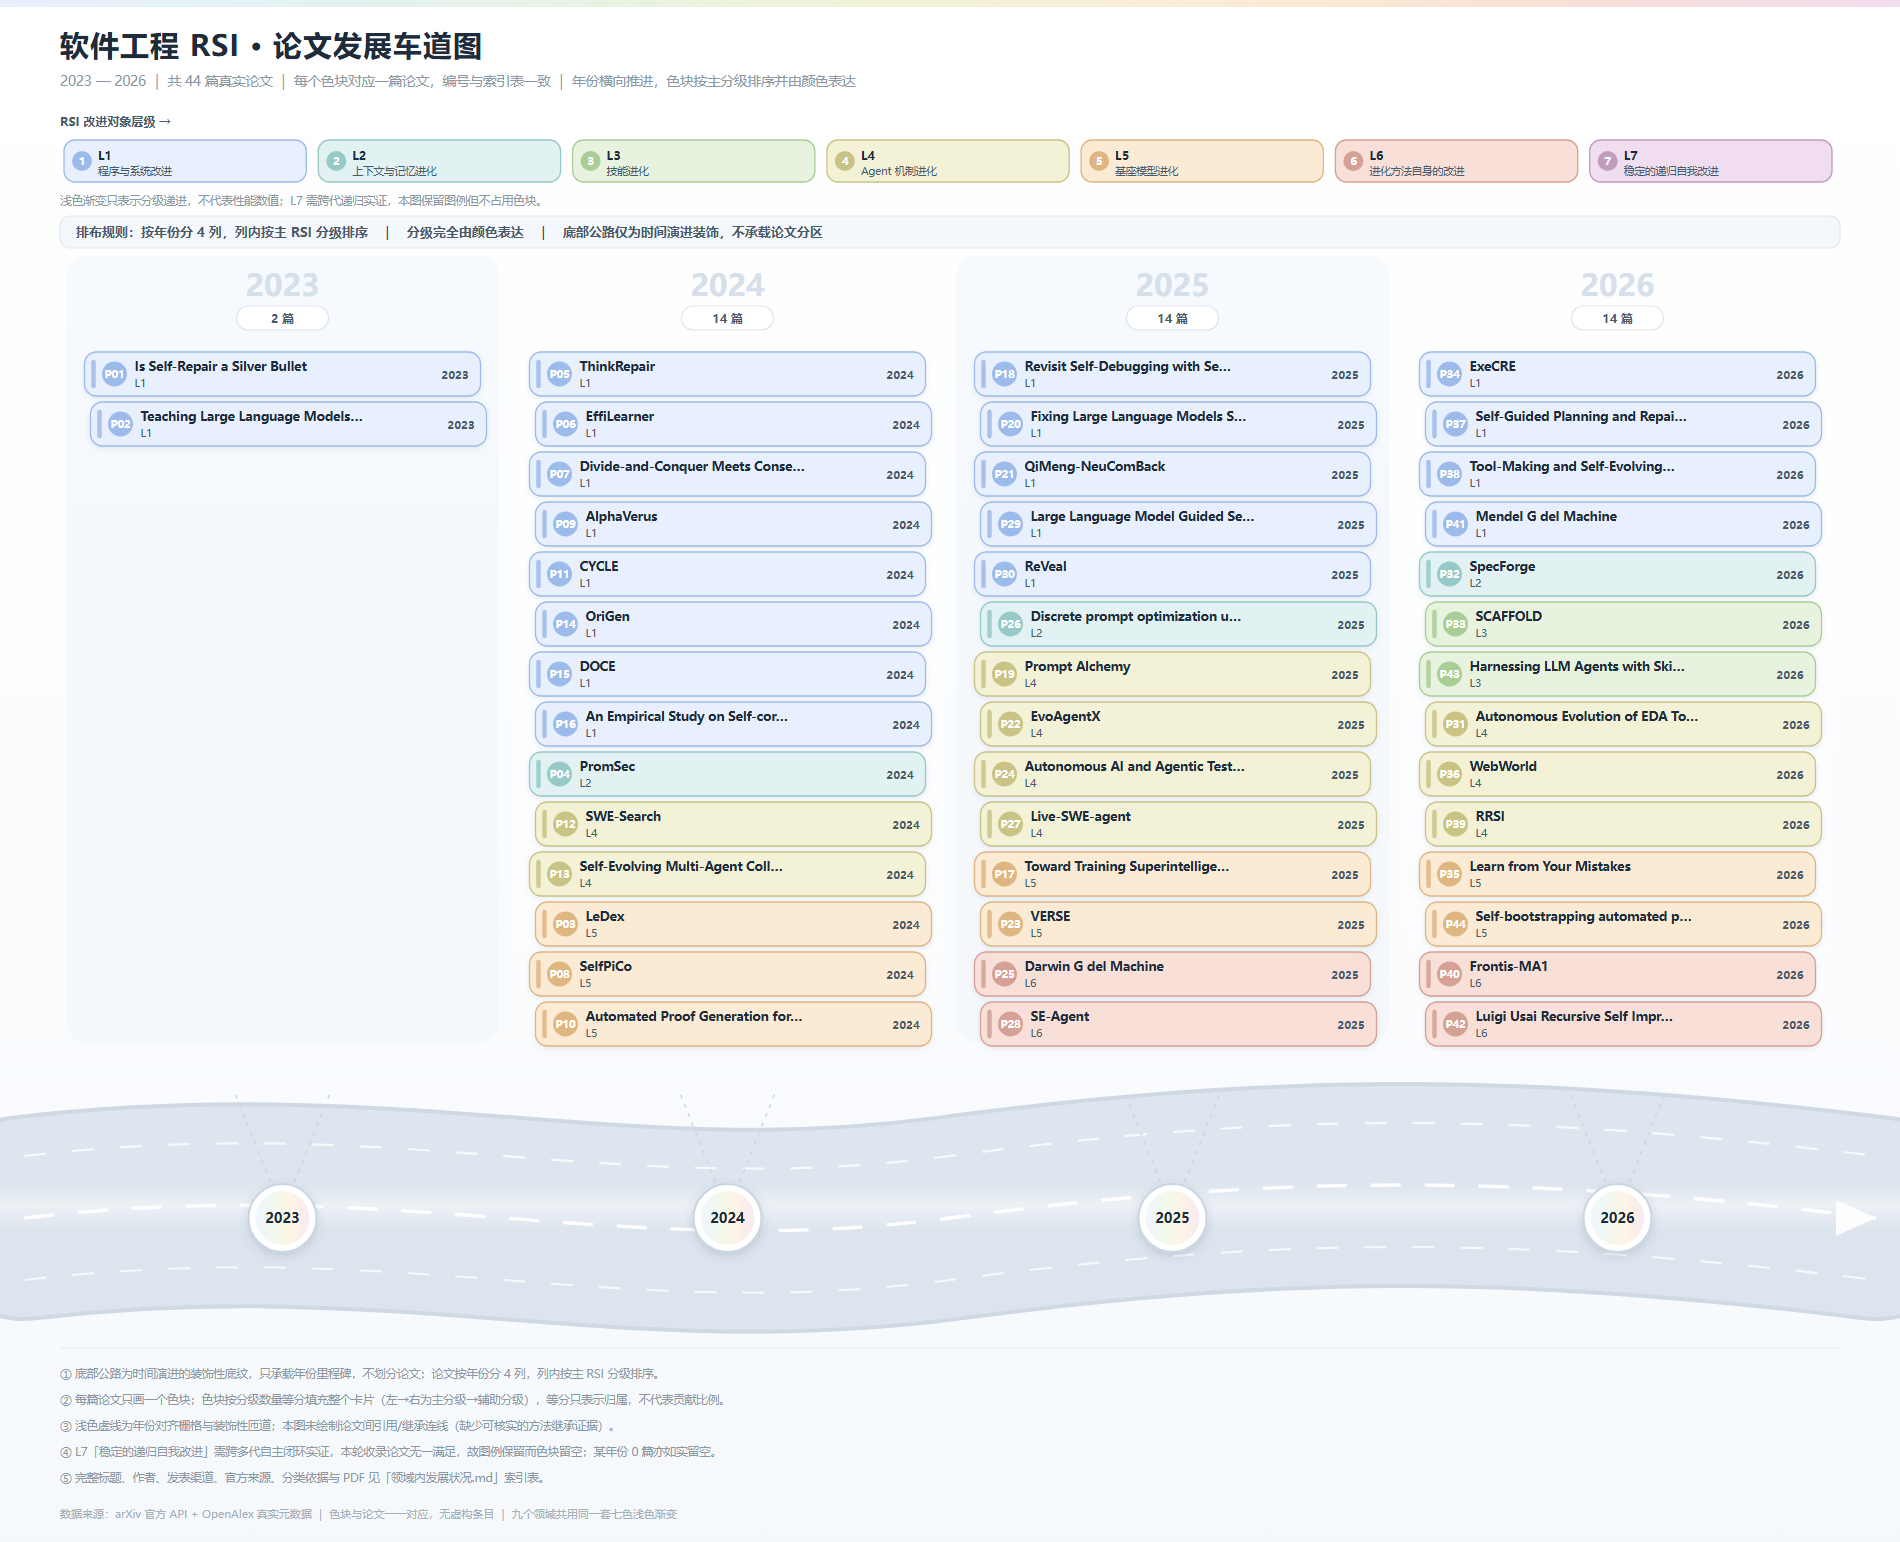 软件工程 RSI · 论文发展车道图
2023 — 2026 | 共 44 篇真实论文 | 每个色块对应一篇论文，编号与索引表一致 | 年份横向推进，色块按主分级排序并由颜色表达
RSI 改进对象层级 →
1 L1 程序与系统改进
2 L2 上下文与记忆进化
3 L3 技能进化
4 L4 Agent 机制进化
5 L5 基座模型进化
6 L6 进化方法自身的改进
7 L7 稳定的递归自我改进
浅色渐变只表示分级递进，不代表性能数值；L7 需跨代递归实证，本图保留图例但不占用色块。
排布规则：按年份分 4 列，列内按主 RSI 分级排序 | 分级完全由颜色表达 | 底部公路仅为时间演进装饰，不承载论文分区
2023
2 篇
P01 Is Self-Repair a Silver Bullet L1 2023
P02 Teaching Large Language Models... L1 2023
2024
14 篇
P05 ThinkRepair L1 2024
P06 EffiLearner L1 2024
P07 Divide-and-Conquer Meets Conse... L1 2024
P09 AlphaVerus L1 2024
P11 CYCLE L1 2024
P14 OriGen L1 2024
P15 DOCE L1 2024
P16 An Empirical Study on Self-cor... L1 2024
P04 PromSec L2 2024
P12 SWE-Search L4 2024
P13 Self-Evolving Multi-Agent Coll... L4 2024
P03 LeDex L5 2024
P08 SelfPiCo L5 2024
P10 Automated Proof Generation for... L5 2024
2025
14 篇
P18 Revisit Self-Debugging with Se... L1 2025
P20 Fixing Large Language Models S... L1 2025
P21 QiMeng-NeuComBack L1 2025
P29 Large Language Model Guided Se... L1 2025
P30 ReVeal L1 2025
P26 Discrete prompt optimization u... L2 2025
P19 Prompt Alchemy L4 2025
P22 EvoAgentX L4 2025
P24 Autonomous AI and Agentic Test... L4 2025
P27 Live-SWE-agent L4 2025
P17 Toward Training Superintellige... L5 2025
P23 VERSE L5 2025
P25 Darwin G del Machine L6 2025
P28 SE-Agent L6 2025
2026
14 篇
P34 ExeCRE L1 2026
P37 Self-Guided Planning and Repai... L1 2026
P38 Tool-Making and Self-Evolving... L1 2026
P41 Mendel G del Machine L1 2026
P32 SpecForge L2 2026
P33 SCAFFOLD L3 2026
P43 Harnessing LLM Agents with Ski... L3 2026
P31 Autonomous Evolution of EDA To... L4 2026
P36 WebWorld L4 2026
P39 RRSI L4 2026
P35 Learn from Your Mistakes L5 2026
P44 Self-bootstrapping automated p... L5 2026
P40 Frontis-MA1 L6 2026
P42 Luigi Usai Recursive Self Impr... L6 2026
2023
2024
2025
2026
① 底部公路为时间演进的装饰性底纹，只承载年份里程碑，不划分论文；论文按年份分 4 列，列内按主 RSI 分级排序。
② 每篇论文只画一个色块；色块按分级数量等分填充整个卡片（左→右为主分级→辅助分级），等分只表示归属，不代表贡献比例。
③ 浅色虚线为年份对齐栅格与装饰性匝道；本图未绘制论文间引用/继承连线（缺少可核实的方法继承证据）。
④ L7「稳定的递归自我改进」需跨多代自主闭环实证，本轮收录论文无一满足，故图例保留而色块留空；某年份 0 篇亦如实留空。
⑤ 完整标题、作者、发表渠道、官方来源、分类依据与 PDF 见「领域内发展状况.md」索引表。
数据来源：arXiv 官方 API + OpenAlex 真实元数据 | 色块与论文一一对应，无虚构条目 | 九个领域共用同一套七色浅色渐变